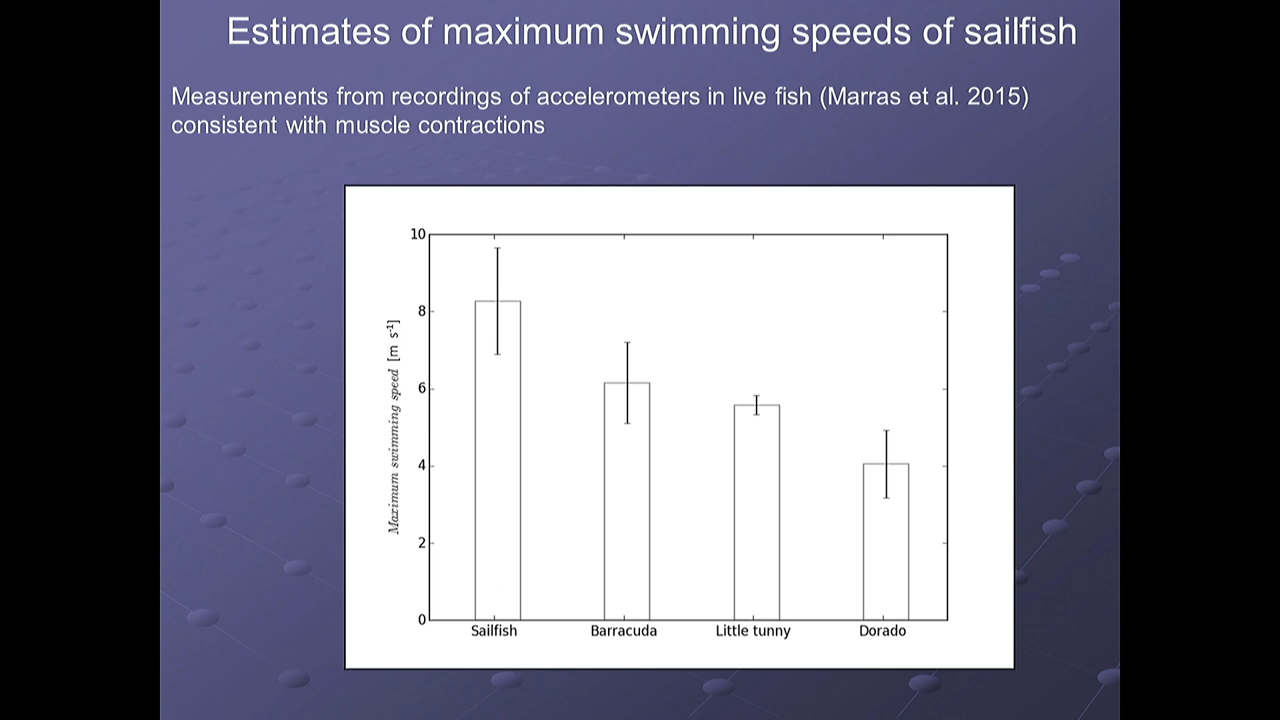 Estimates of maximum swimming speeds of sailfish
Measurements from recordings of accelerometers in live fish (Marras et al. 2015)
consistent with muscle contractions
10
8
6
4
2
0
Maximum swimming speed [m s⁻¹]
Sailfish Barracuda Little tunny Dorado